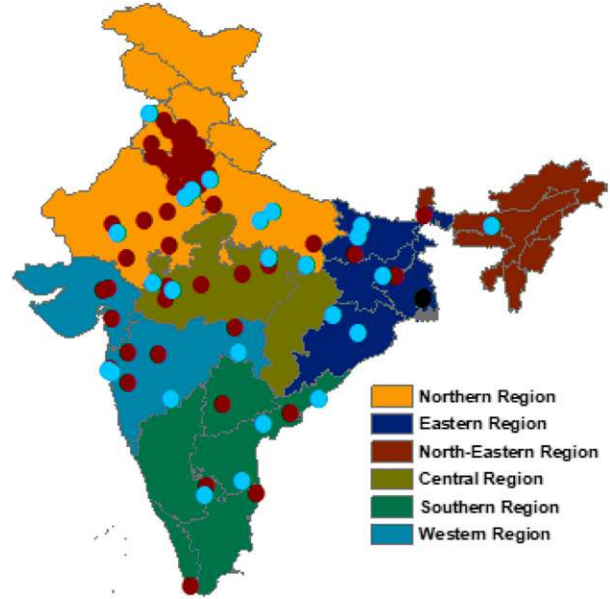 Northern Region
Eastern Region
North-Eastern Region
Central Region
Southern Region
Western Region